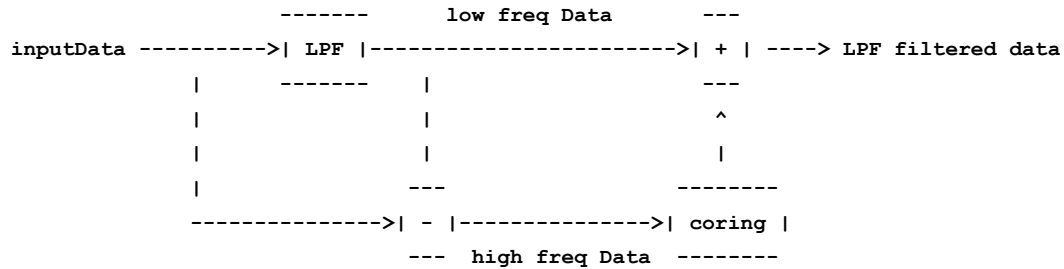 ------- low freq Data ---
inputData ---------->| LPF |------------------------>| + | ----> LPF filtered data
| ------- | ---
| | ^
| | |
| --- --------
--------------->| - |--------------->| coring |
--- high freq Data --------